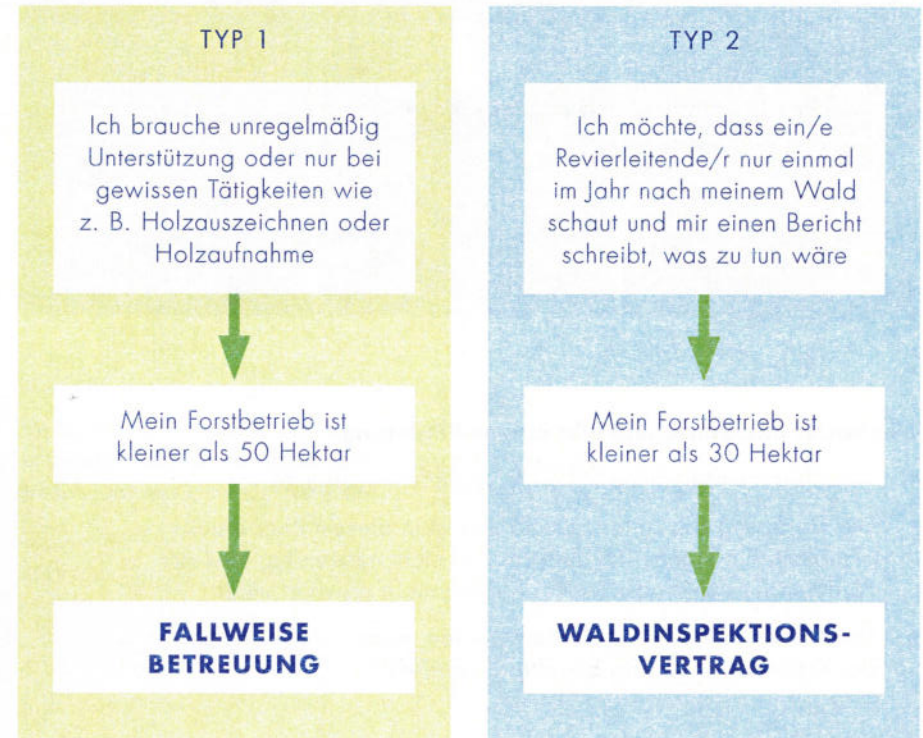 TYP 1
Ich brauche unregelmäßig
Unterstützung oder nur bei
gewissen Tätigkeiten wie
z. B. Holzauszeichnen oder
Holzaufnahme
Mein Forstbetrieb ist
kleiner als 50 Hektar
FALLWEISE
BETREUUNG
TYP 2
Ich möchte, dass ein/e
Revierleitende/r nur einmal
im Jahr nach meinem Wald
schaut und mir einen Bericht
schreibt, was zu tun wäre
Mein Forstbetrieb ist
kleiner als 30 Hektar
WALDINSPEKTIONS-
VERTRAG